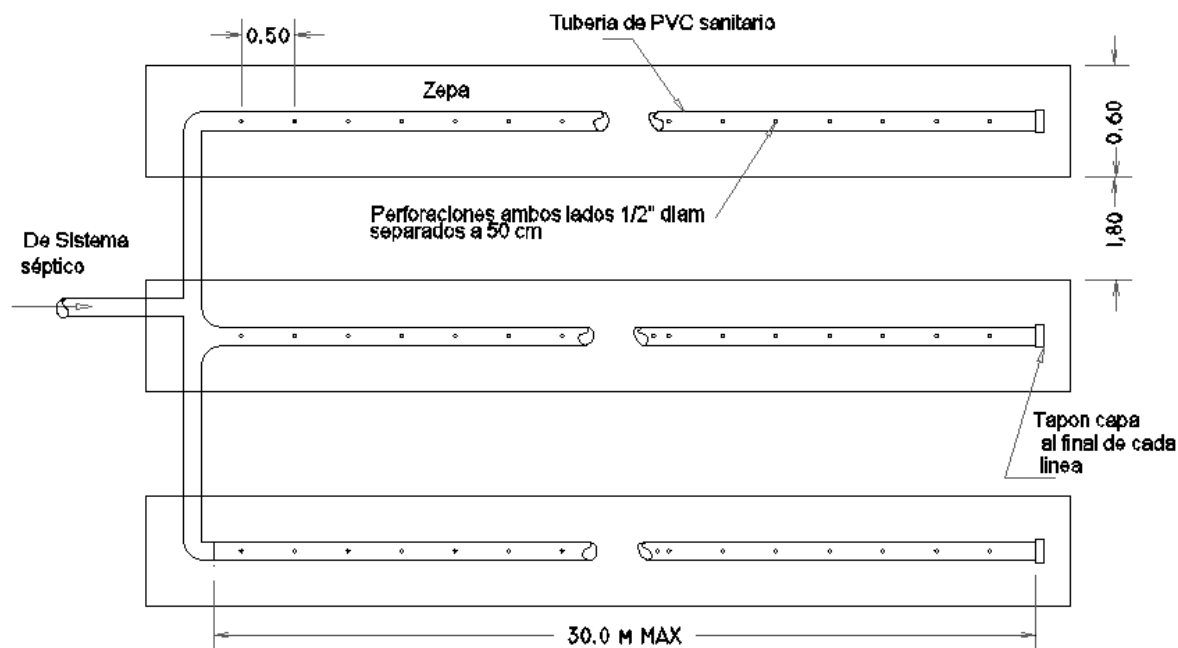 Tuberia de PVC sanitario
0.50
Zepa
0.60
Perforaciones ambos lados 1/2" diam
separados a 50 cm
1,80
De Sistema
séptico
Tapon capa
al final de cada
linea
30.0 M MAX